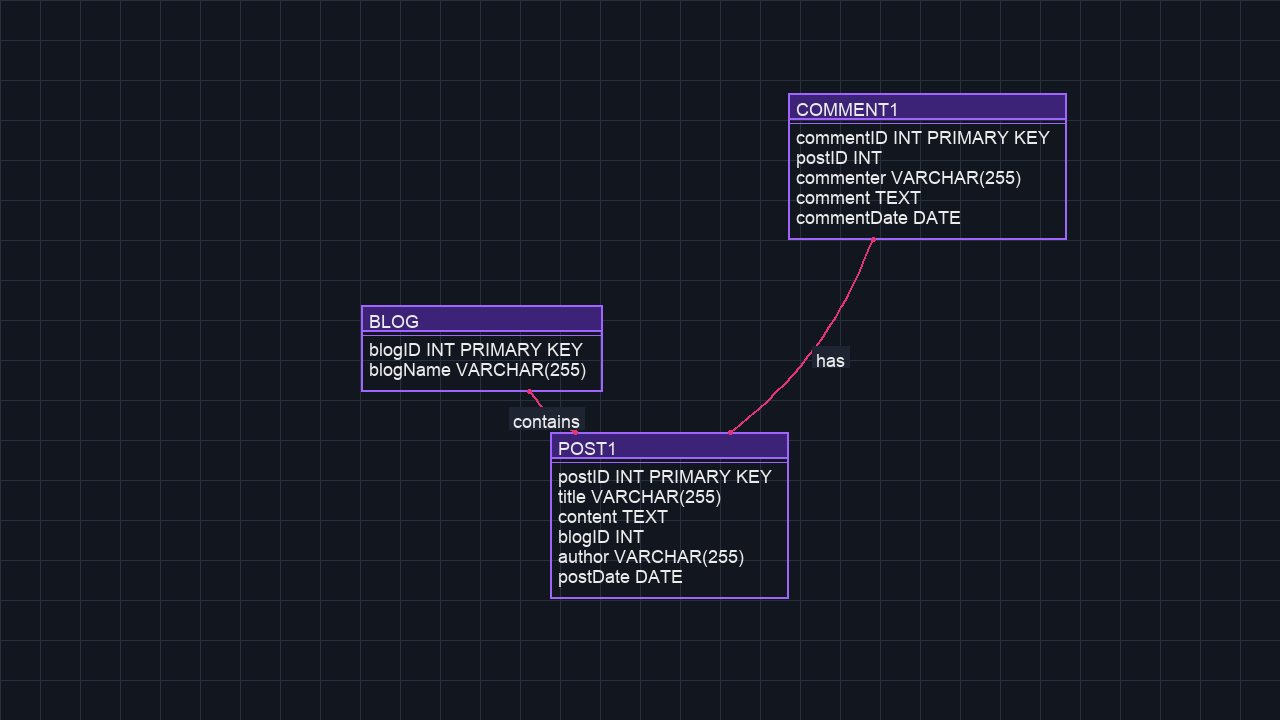 COMMENT1
commentID INT PRIMARY KEY
postID INT
commenter VARCHAR(255)
comment TEXT
commentDate DATE
BLOG
blogID INT PRIMARY KEY
blogName VARCHAR(255)
has
contains
POST1
postID INT PRIMARY KEY
title VARCHAR(255)
content TEXT
blogID INT
author VARCHAR(255)
postDate DATE